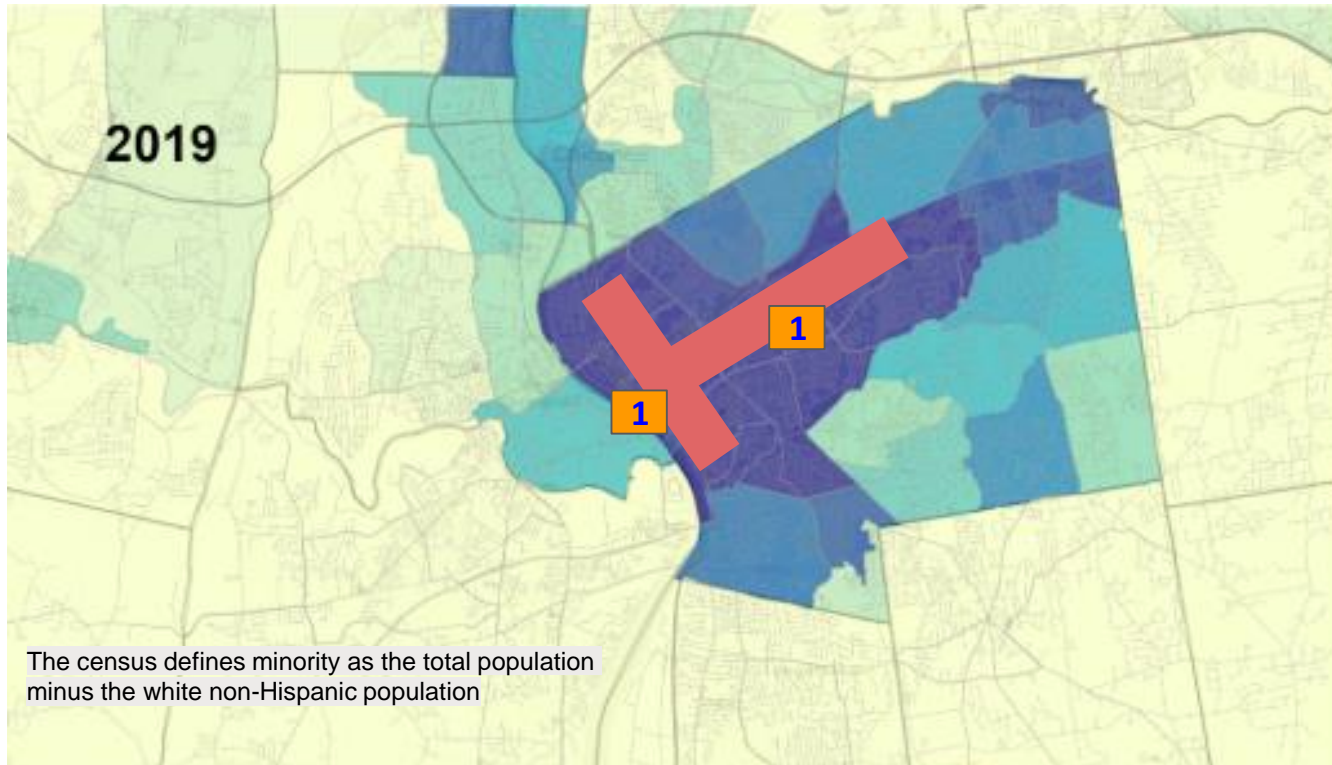 2019
1
1
The census defines minority as the total population
minus the white non-Hispanic population